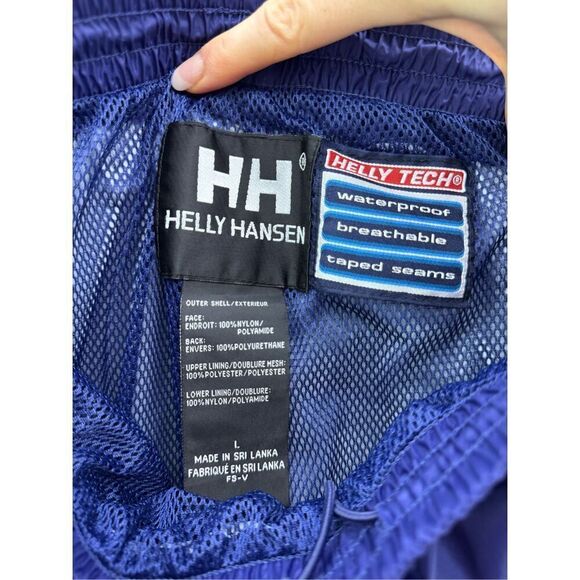 HH®
HELLY HANSEN
HELLY TECH®
waterproof
breathable
taped seams
OUTER SHELL/EXTERIEUR
FACE:
ENDROIT: 100%NYLON/
POLYAMIDE
BACK:
ENVERS: 100%POLYURETHANE
UPPER LINING/DOUBLURE MESH:
100%POLYESTER/POLYESTER
LOWER LINING/DOUBLURE:
100%NYLON/POLYAMIDE
L
MADE IN SRI LANKA
FABRIQUÉ EN SRI LANKA
FS-V